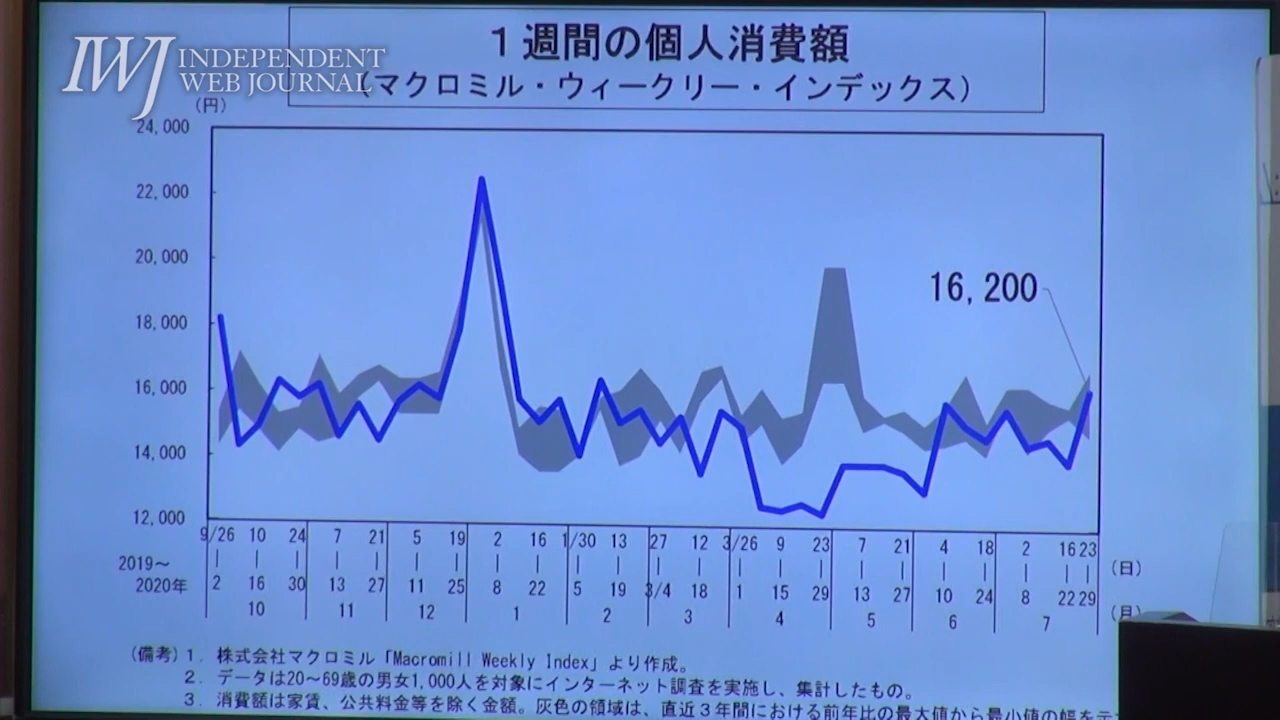 IWJ INDEPENDENT
WEB JOURNAL
1週間の個人消費額
(マクロミル・ウィークリー・インデックス)
(円)
24,000
22,000
20,000
18,000
16,000
14,000
12,000
16,200
9/26 10 24 7 21 5 19 2 16 1/30 13 27 12 3/26 9 23 7 21 4 18 2 16 23
2019~
(日)
2020年 2 16 30 13 27 11 25 8 22 5 19 3/4 18 1 15 29 13 27 10 24 8 22 29
10 11 12 1 2 3 4 5 6 7 (月)
(備考) 1. 株式会社マクロミル「Macromill Weekly Index」より作成。
2. データは20~69歳の男女1,000人を対象にインターネット調査を実施し、集計したもの。
3. 消費額は家賃、公共料金等を除く金額。灰色の領域は、直近3年間における前年比の最大値から最小値の幅を